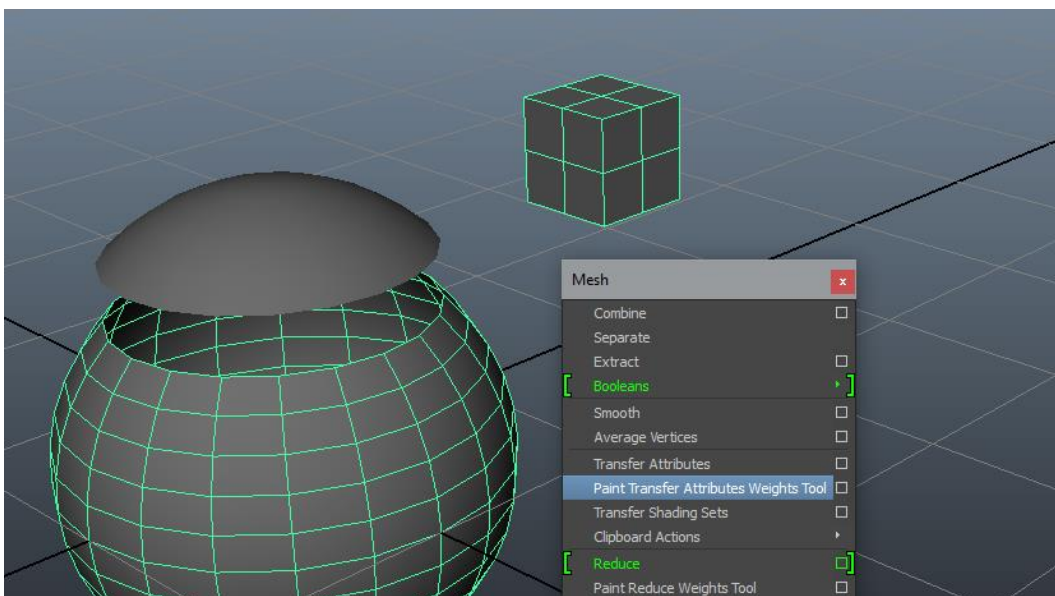 Mesh
x
Combine
Separate
Extract
Booleans
Smooth
Average Vertices
Transfer Attributes
Paint Transfer Attributes Weights Tool
Transfer Shading Sets
Clipboard Actions
Reduce
Paint Reduce Weights Tool